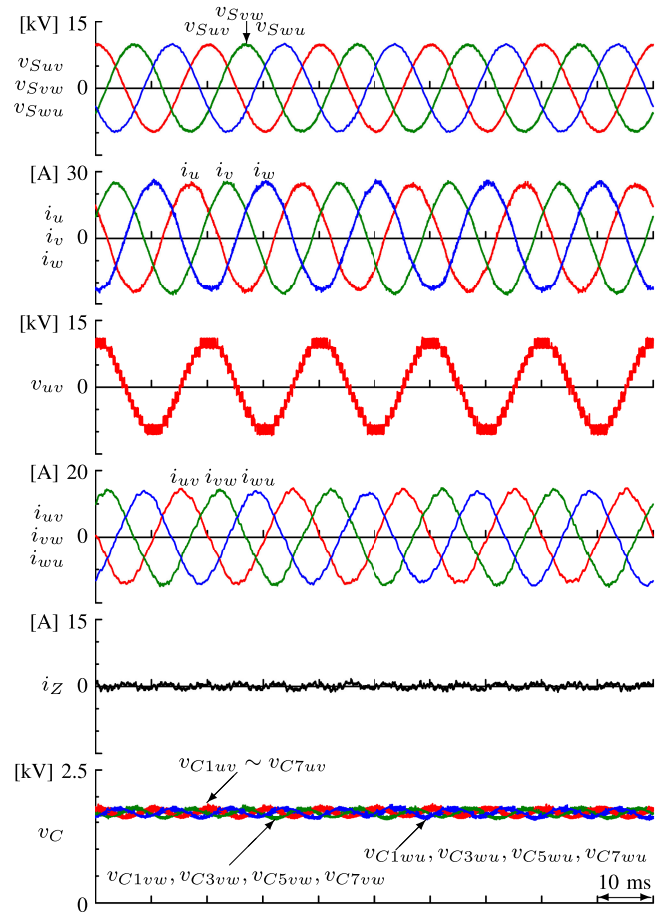 [kV] 15
v_Svw
v_Suv v_Swu
v_Suv
v_Svw 0
v_Swu
[A] 30
i_u i_v i_w
i_u
i_v 0
i_w
[kV] 15
v_uv 0
[A] 20
i_uv i_vw i_wu
i_uv
i_vw 0
i_wu
[A] 15
i_Z 0
[kV] 2.5
v_C1uv ∼ v_C7uv
v_C
v_C1wu, v_C3wu, v_C5wu, v_C7wu
v_C1vw, v_C3vw, v_C5vw, v_C7vw
10 ms
0